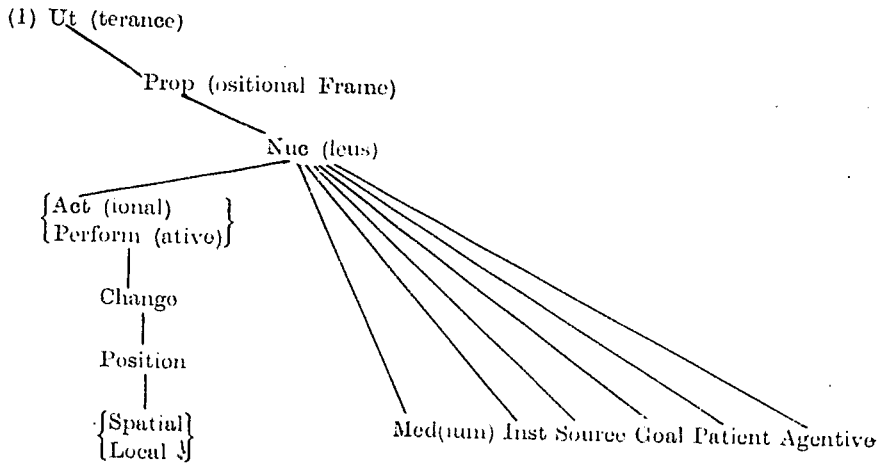 (1) Ut (terance)
Prop (ositional Frame)
Nuc (leus)
Act (ional)
Perform (ative)
Change
Position
Spatial
Local
Med(ium) Inst Source Goal Patient Agentive